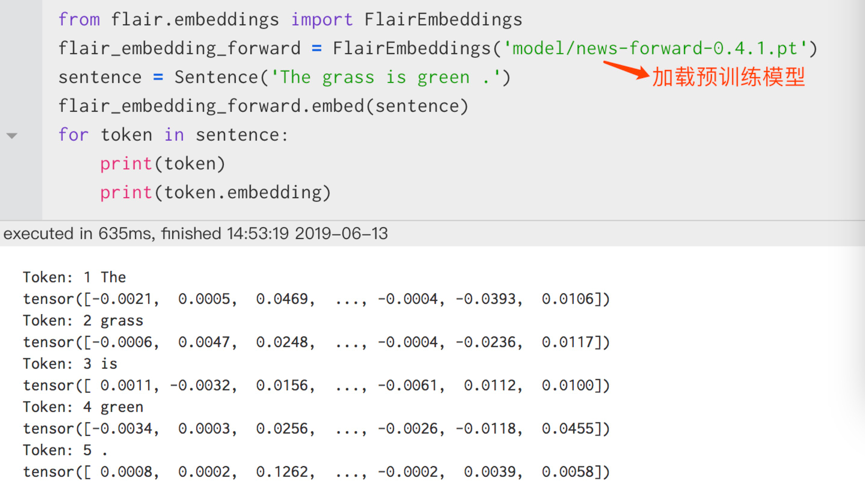 from flair.embeddings import FlairEmbeddings
flair_embedding_forward = FlairEmbeddings('model/news-forward-0.4.1.pt')
sentence = Sentence('The grass is green .')
加载预训练模型
flair_embedding_forward.embed(sentence)
for token in sentence:
    print(token)
    print(token.embedding)
executed in 635ms, finished 14:53:19 2019-06-13
Token: 1 The
tensor([-0.0021,  0.0005,  0.0469,  ..., -0.0004, -0.0393,  0.0106])
Token: 2 grass
tensor([-0.0006,  0.0047,  0.0248,  ..., -0.0004, -0.0236,  0.0117])
Token: 3 is
tensor([ 0.0011, -0.0032,  0.0156,  ..., -0.0061,  0.0112,  0.0100])
Token: 4 green
tensor([-0.0034,  0.0003,  0.0256,  ..., -0.0026, -0.0118,  0.0455])
Token: 5 .
tensor([ 0.0008,  0.0002,  0.1262,  ..., -0.0002,  0.0039,  0.0058])